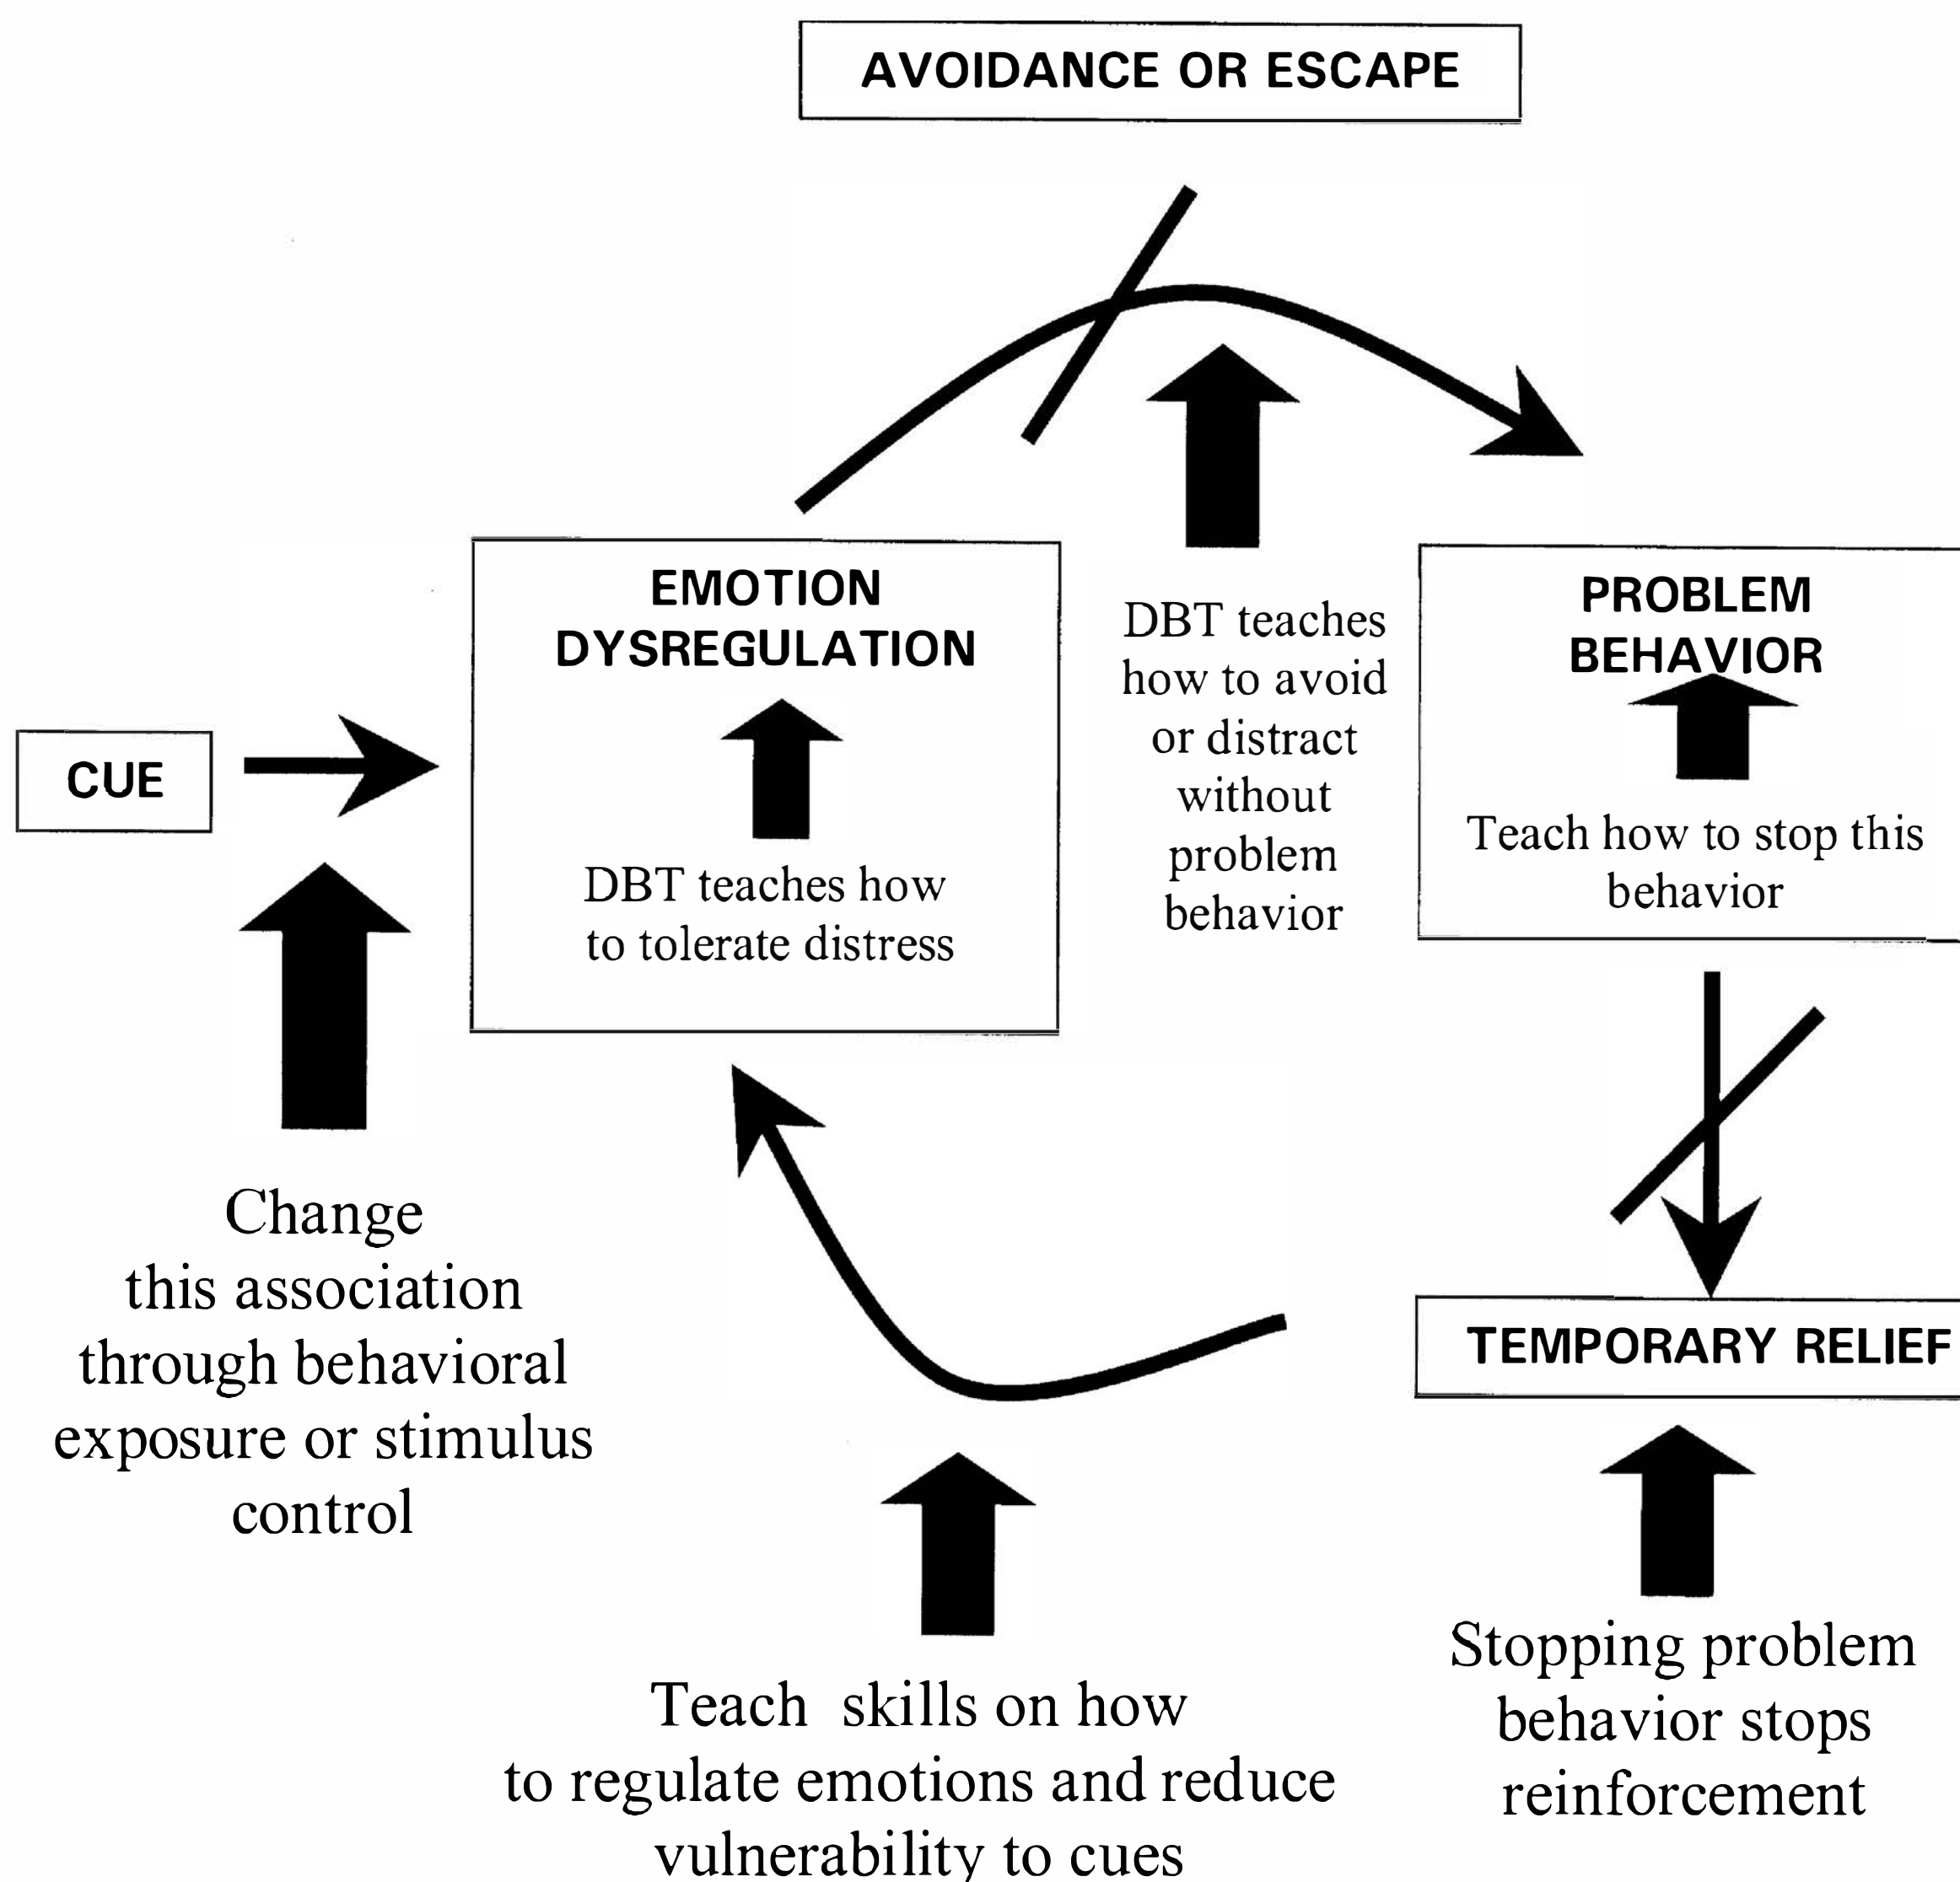 AVOIDANCE OR ESCAPE
EMOTION
DYSREGULATION
DBT teaches how
to tolerate distress
DBT teaches
how to avoid
or distract
without
problem
behavior
PROBLEM
BEHAVIOR
Teach how to stop this
behavior
CUE
Change
this association
through behavioral
exposure or stimulus
control
TEMPORARY RELIEF
Teach skills on how
to regulate emotions and reduce
vulnerability to cues
Stopping problem
behavior stops
reinforcement